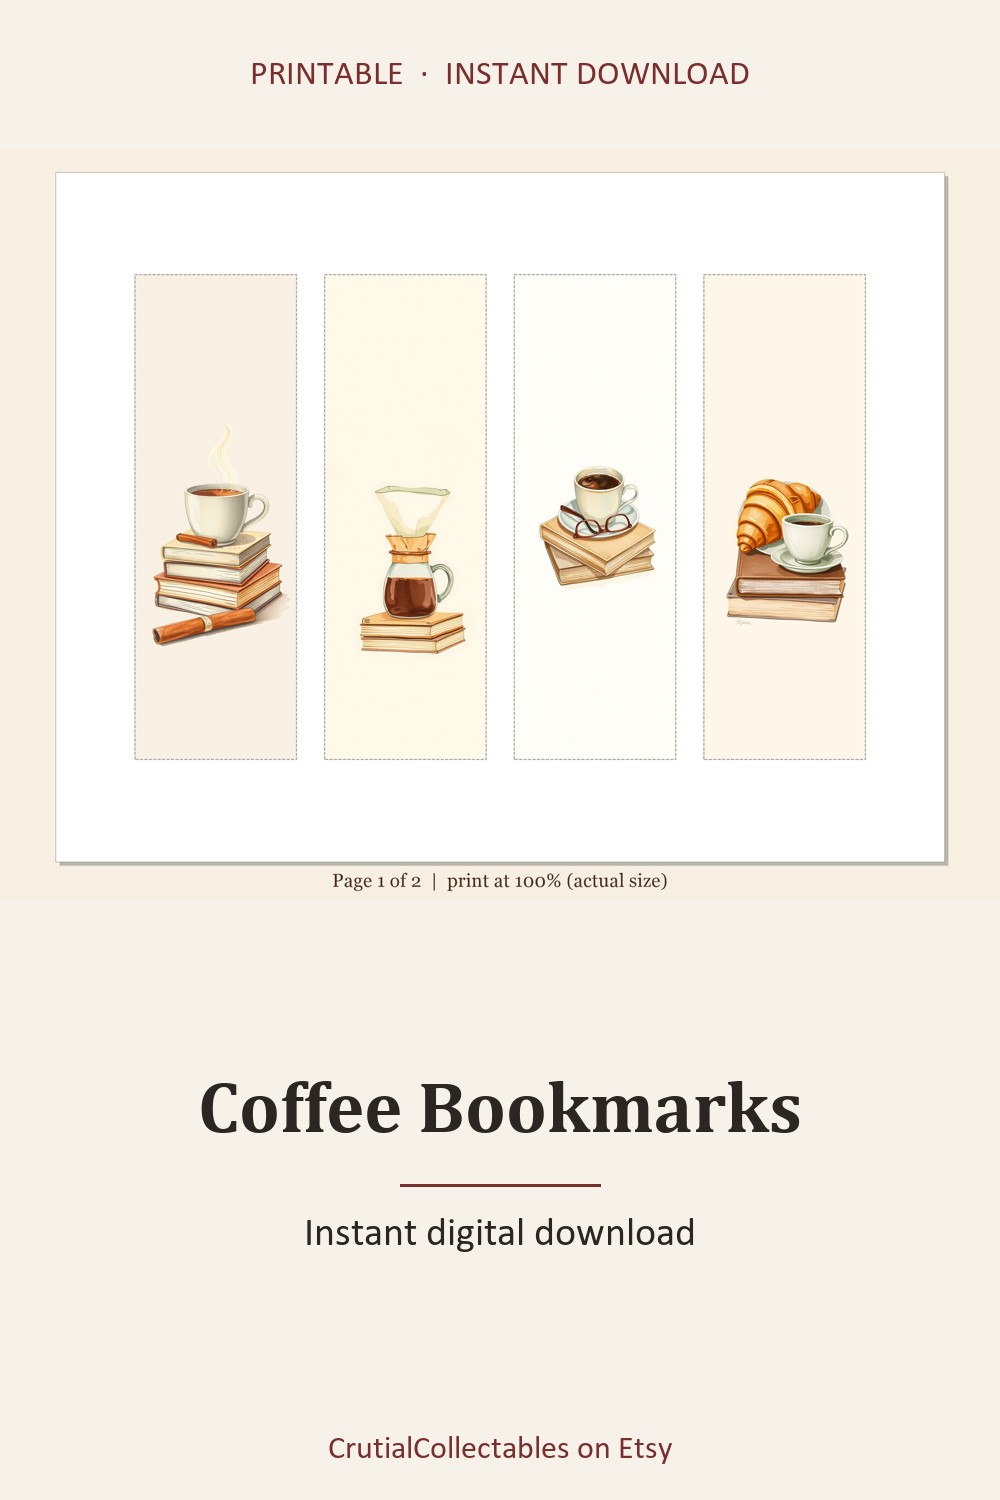 PRINTABLE · INSTANT DOWNLOAD
Page 1 of 2 | print at 100% (actual size)
Coffee Bookmarks
Instant digital download
CrutialCollectables on Etsy